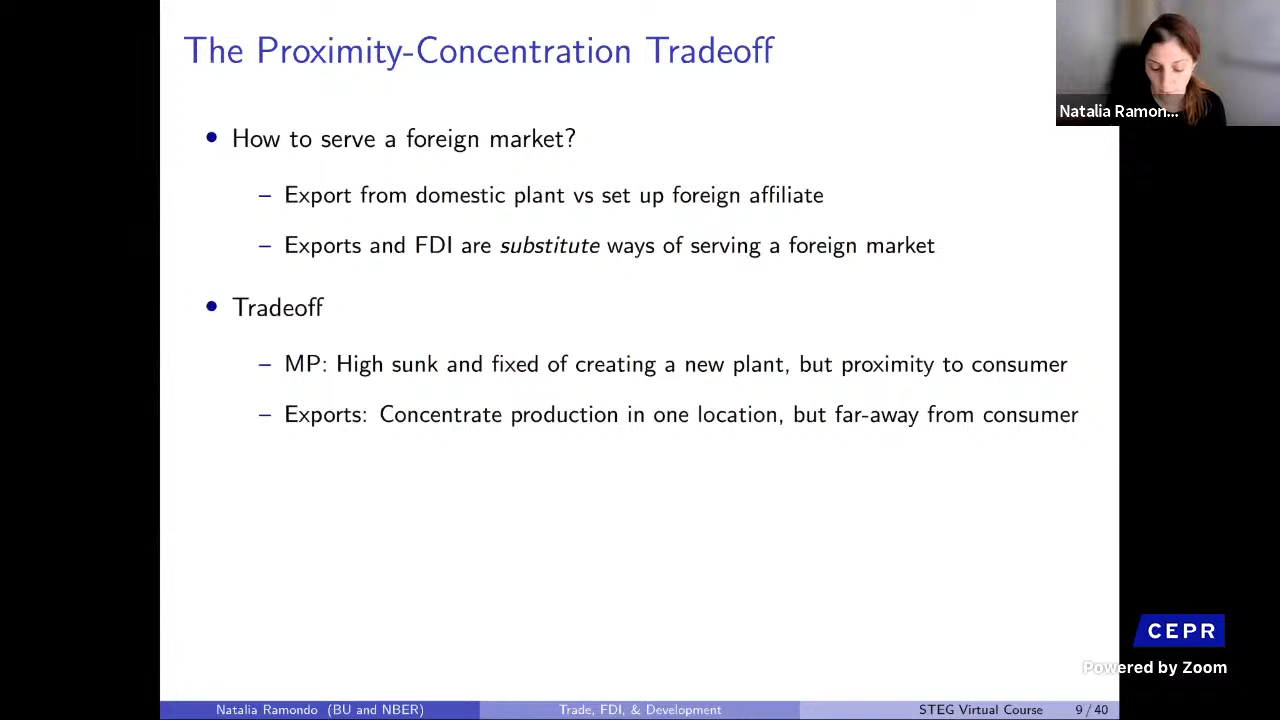 The Proximity-Concentration Tradeoff
Natalia Ramon...
• How to serve a foreign market?
– Export from domestic plant vs set up foreign affiliate
– Exports and FDI are substitute ways of serving a foreign market
• Tradeoff
– MP: High sunk and fixed of creating a new plant, but proximity to consumer
– Exports: Concentrate production in one location, but far-away from consumer
CEPR
Powered by Zoom
Natalia Ramondo (BU and NBER)
Trade, FDI, & Development
STEG Virtual Course
9 / 40